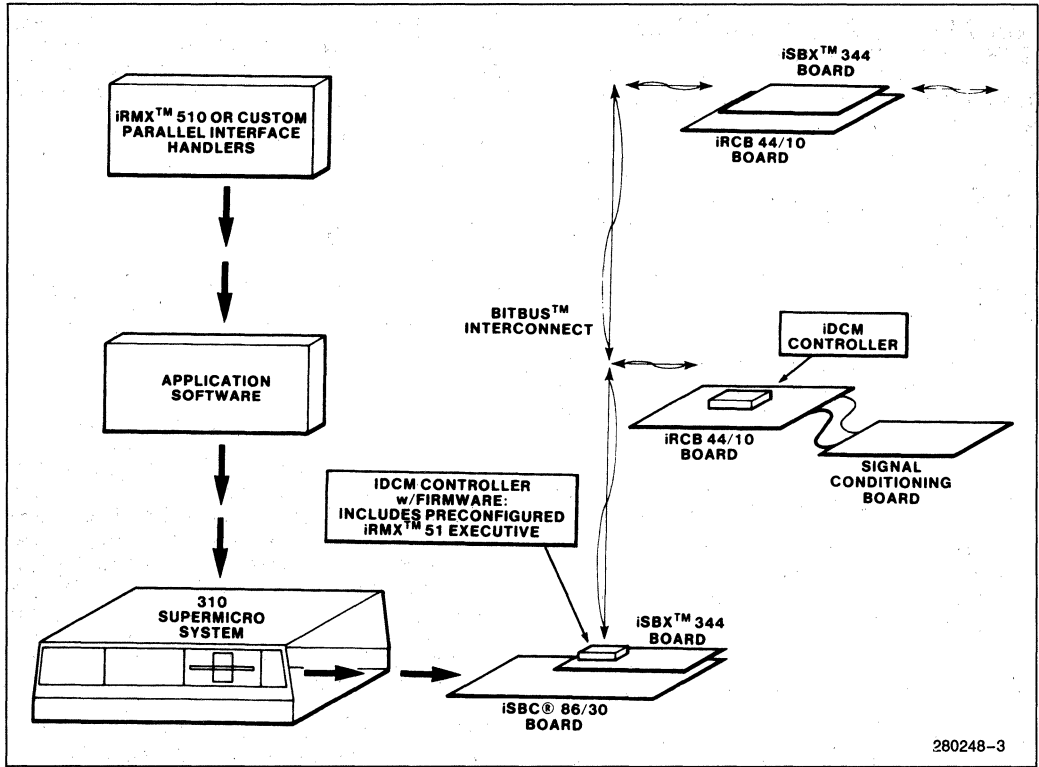 iRMX™ 510 OR CUSTOM
PARALLEL INTERFACE
HANDLERS
APPLICATION
SOFTWARE
310
SUPERMICRO
SYSTEM
iSBX™ 344
BOARD
iRCB 44/10
BOARD
BITBUS™
INTERCONNECT
iDCM
CONTROLLER
iRCB 44/10
BOARD
SIGNAL
CONDITIONING
BOARD
IDCM CONTROLLER
w/FIRMWARE:
INCLUDES PRECONFIGURED
iRMX™ 51 EXECUTIVE
iSBX™ 344
BOARD
iSBC® 86/30
BOARD
280248-3